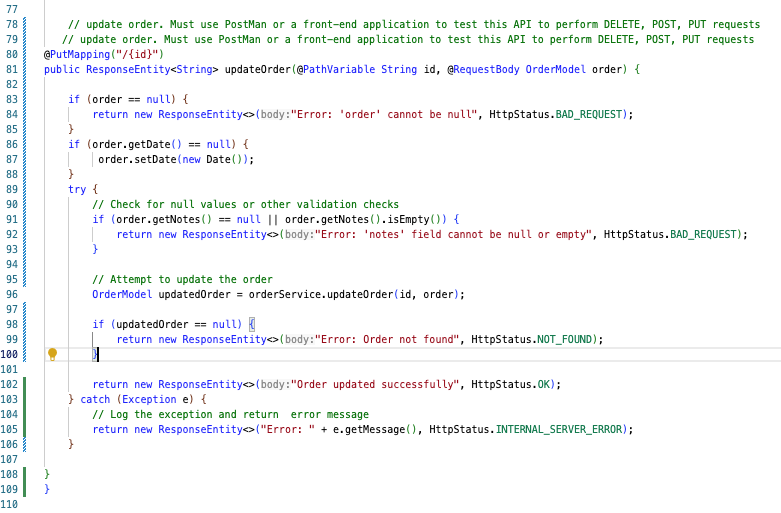 77
78 // update order. Must use PostMan or a front-end application to test this API to perform DELETE, POST, PUT requests
79 // update order. Must use PostMan or a front-end application to test this API to perform DELETE, POST, PUT requests
80 @PutMapping("/{id}")
81 public ResponseEntity<String> updateOrder(@PathVariable String id, @RequestBody OrderModel order) {
82
83 if (order == null) {
84 return new ResponseEntity<>(body:"Error: 'order' cannot be null", HttpStatus.BAD_REQUEST);
85 }
86 if (order.getDate() == null) {
87 order.setDate(new Date());
88 }
89 try {
90 // Check for null values or other validation checks
91 if (order.getNotes() == null || order.getNotes().isEmpty()) {
92 return new ResponseEntity<>(body:"Error: 'notes' field cannot be null or empty", HttpStatus.BAD_REQUEST);
93 }
94
95 // Attempt to update the order
96 OrderModel updatedOrder = orderService.updateOrder(id, order);
97
98 if (updatedOrder == null) {
99 return new ResponseEntity<>(body:"Error: Order not found", HttpStatus.NOT_FOUND);
100 }
101
102 return new ResponseEntity<>(body:"Order updated successfully", HttpStatus.OK);
103 } catch (Exception e) {
104 // Log the exception and return  error message
105 return new ResponseEntity<>("Error: " + e.getMessage(), HttpStatus.INTERNAL_SERVER_ERROR);
106 }
107
108 }
109 }
110